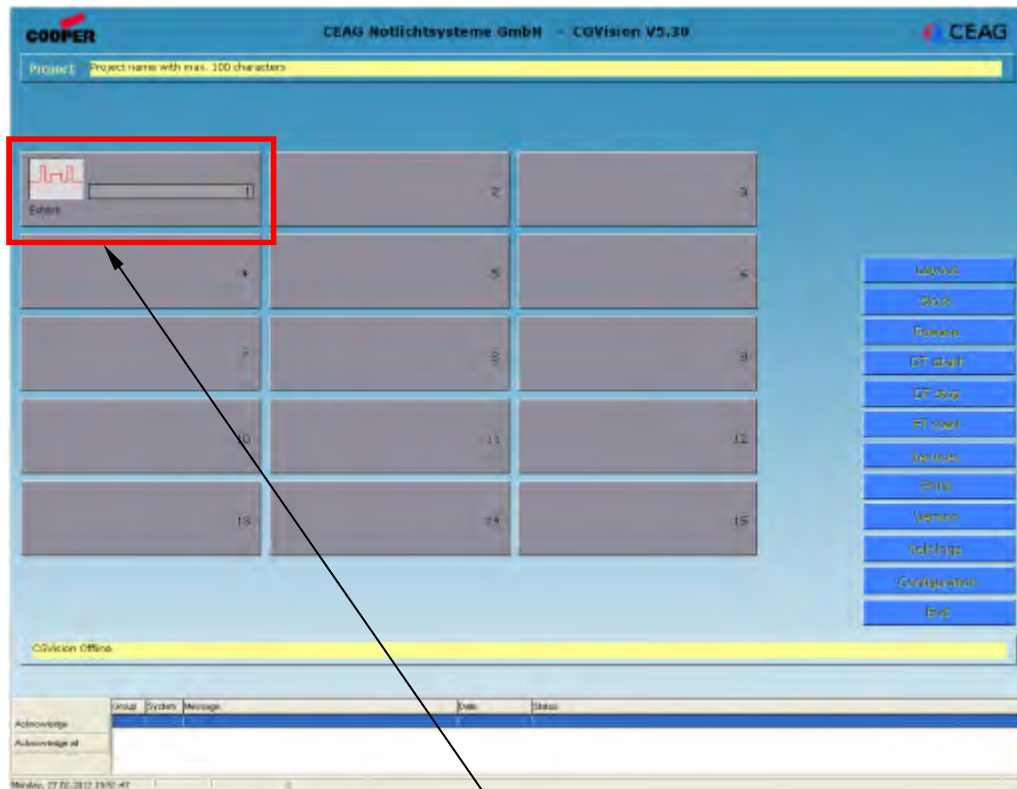 COOPER
CEAG Notlichtsysteme GmbH - CGVision V5.30
CEAG
Project
Project name with max. 100 characters
1
2
3
Extern
4
5
6
7
8
9
10
11
12
13
14
15
Layout
Block
DT start
DT stop
FT start
Services
Print
Version
Settings
Configuration
End
CGVision Offline
Group
System
Message
Date
Status
Acknowledge
Acknowledge all